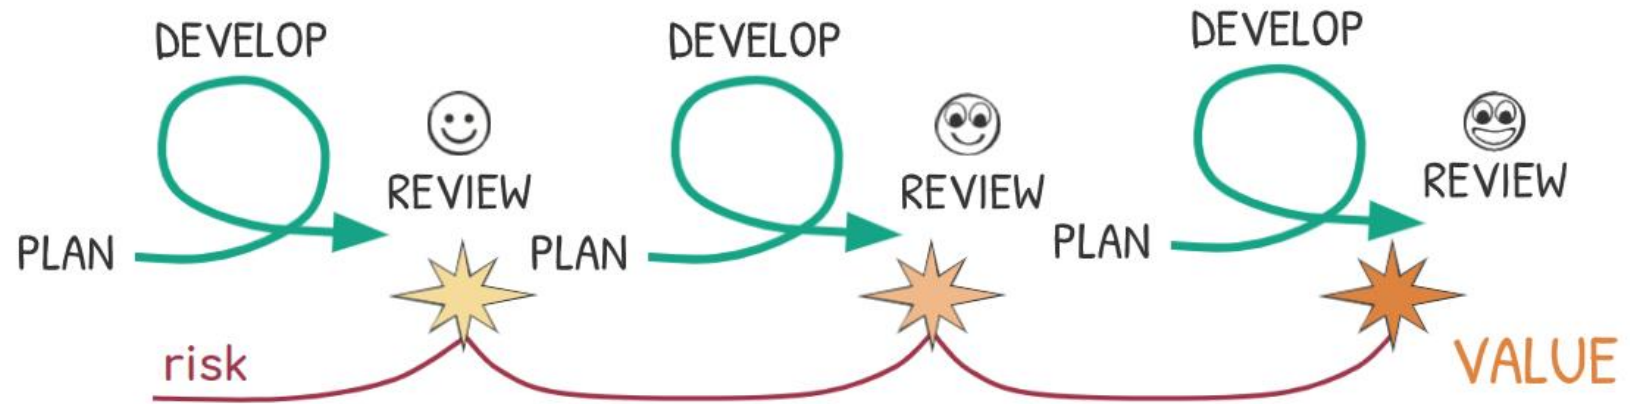 DEVELOP
REVIEW
PLAN
DEVELOP
REVIEW
PLAN
DEVELOP
REVIEW
PLAN
risk
VALUE